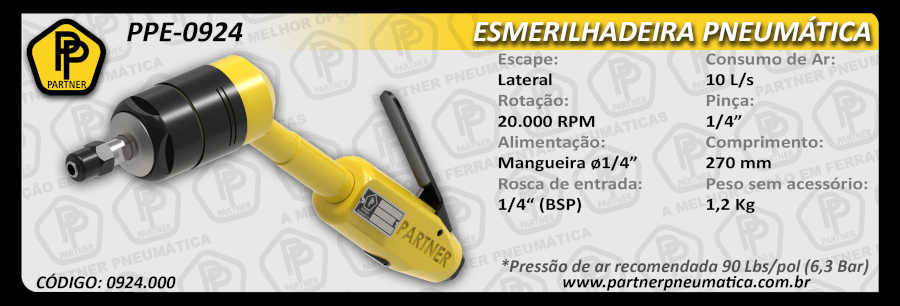 PPE-0924
ESMERILHADEIRA PNEUMÁTICA
PP
PARTNER
Escape:
Lateral
Rotação:
20.000 RPM
Alimentação:
Mangueira ø1/4”
Rosca de entrada:
1/4“ (BSP)
Consumo de Ar:
10 L/s
Pinça:
1/4”
Comprimento:
270 mm
Peso sem acessório:
1,2 Kg
PARTNER
CÓDIGO: 0924.000
*Pressão de ar recomendada 90 Lbs/pol (6,3 Bar)
www.partnerpneumatica.com.br